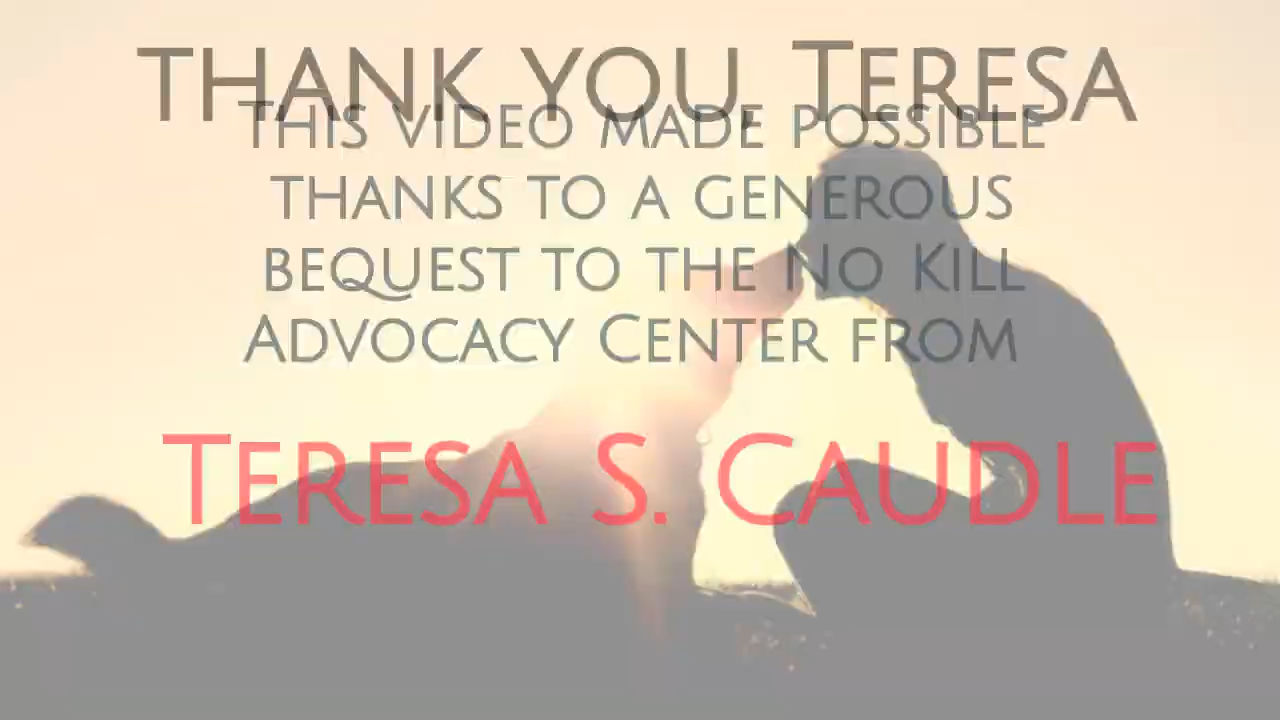 THANK YOU, TERESA
THIS VIDEO MADE POSSIBLE
THANKS TO A GENEROUS
BEQUEST TO THE NO KILL
ADVOCACY CENTER FROM
TERESA S. CAUDLE